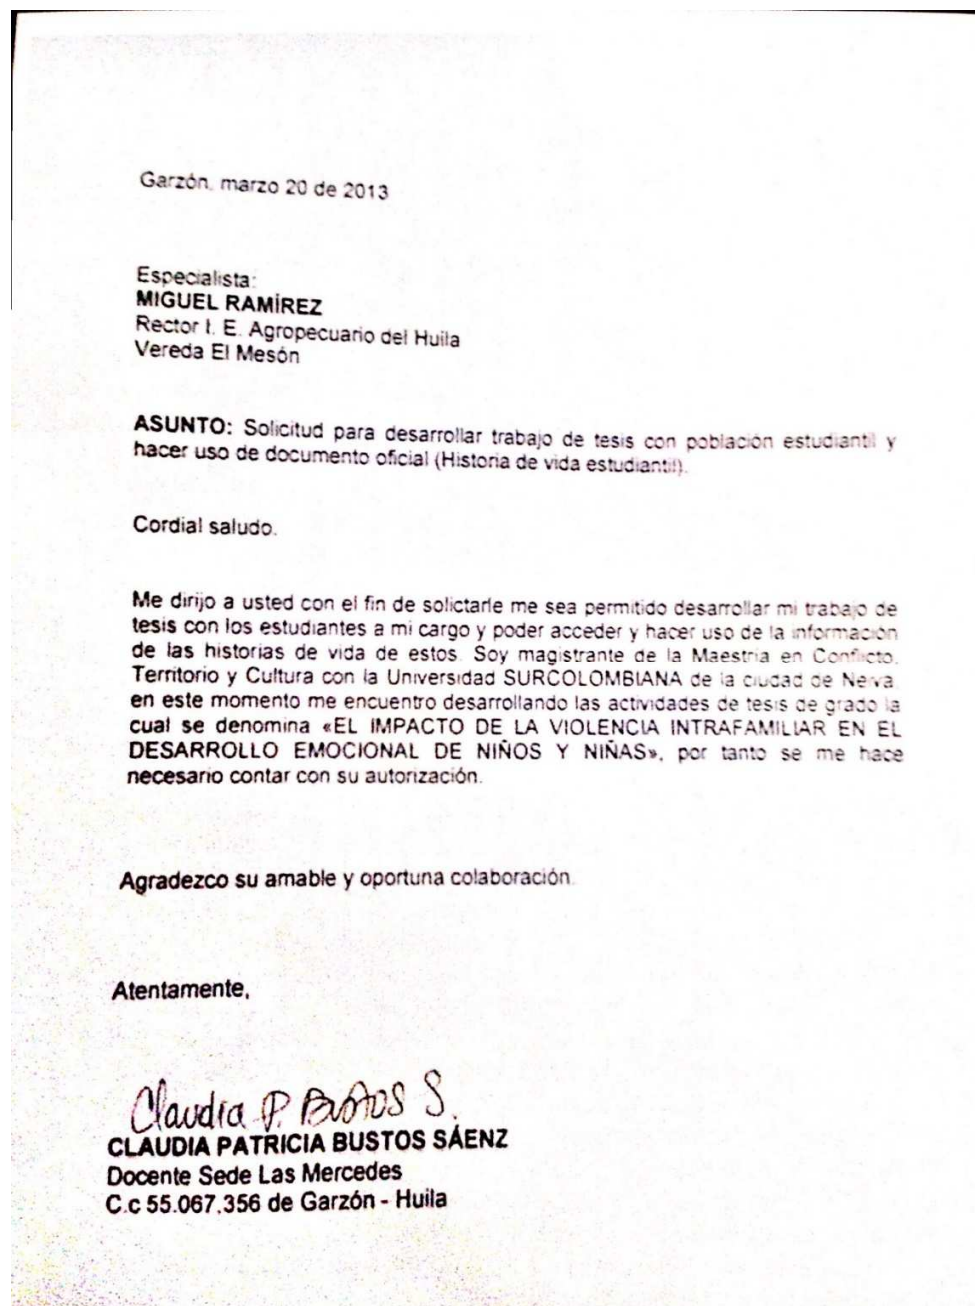 Garzón, marzo 20 de 2013
Especialista:
MIGUEL RAMÍREZ
Rector I. E. Agropecuario del Huila
Vereda El Mesón
ASUNTO: Solicitud para desarrollar trabajo de tesis con población estudiantil y
hacer uso de documento oficial (Historia de vida estudiantil).
Cordial saludo.
Me dirijo a usted con el fin de solictarle me sea permitido desarrollar mi trabajo de
tesis con los estudiantes a mi cargo y poder acceder y hacer uso de la información
de las historias de vida de estos. Soy magistrante de la Maestría en Conflicto,
Territorio y Cultura con la Universidad SURCOLOMBIANA de la ciudad de Neiva,
en este momento me encuentro desarrollando las actividades de tesis de grado la
cual se denomina «EL IMPACTO DE LA VIOLENCIA INTRAFAMILIAR EN EL
DESARROLLO EMOCIONAL DE NIÑOS Y NIÑAS», por tanto se me hace
necesario contar con su autorización.
Agradezco su amable y oportuna colaboración.
Atentamente,
Claudia P. Bustos S.
CLAUDIA PATRICIA BUSTOS SÁENZ
Docente Sede Las Mercedes
C.c 55.067.356 de Garzón - Huila